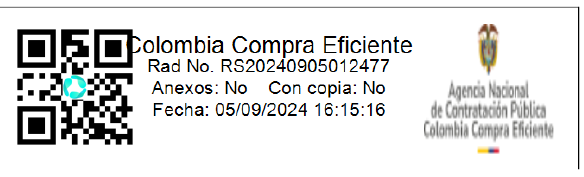 Colombia Compra Eficiente
Rad No. RS20240905012477
Anexos: No Con copia: No
Fecha: 05/09/2024 16:15:16
Agencia Nacional
de Contratación Pública
Colombia Compra Eficiente